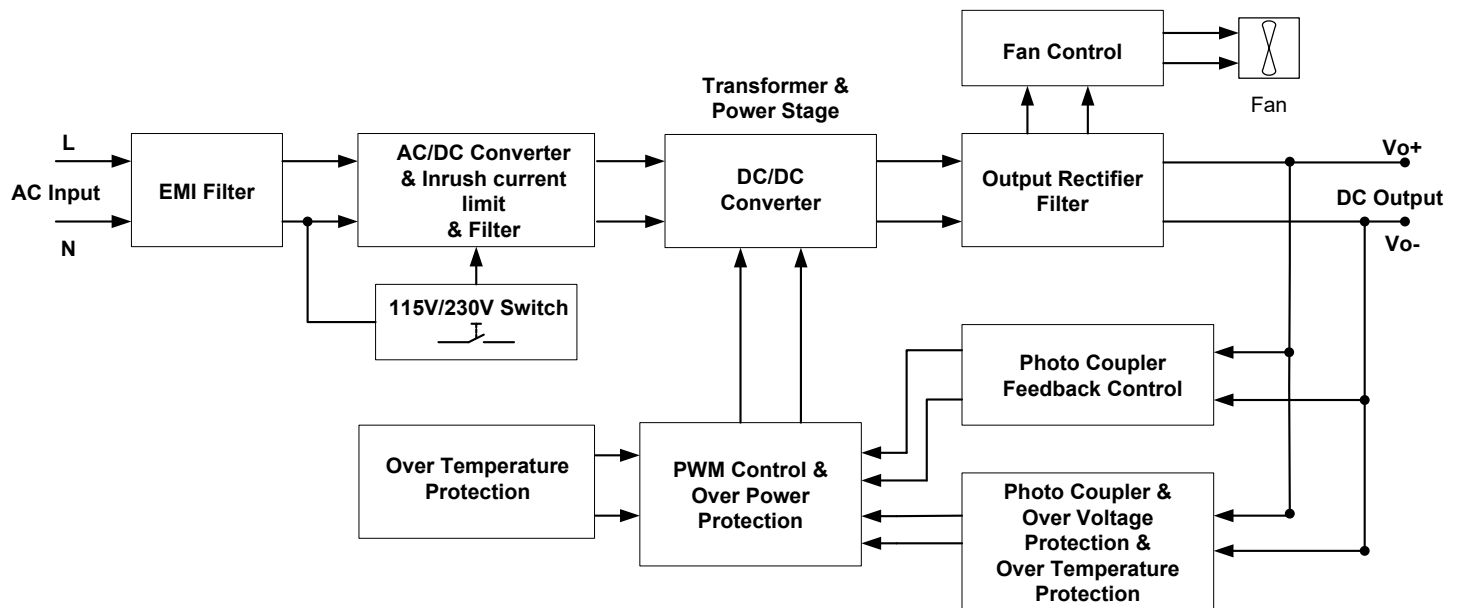 Fan Control
Fan
Transformer &
Power Stage
L
AC Input
N
EMI Filter
AC/DC Converter
& Inrush current
limit
& Filter
DC/DC
Converter
Output Rectifier
Filter
Vo+
DC Output
Vo-
115V/230V Switch
Photo Coupler
Feedback Control
Over Temperature
Protection
PWM Control &
Over Power
Protection
Photo Coupler &
Over Voltage
Protection &
Over Temperature
Protection